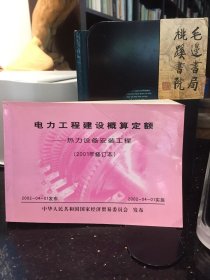 毛边书局
桃蹊书院
电力工程建设概算定额
——热力设备安装工程
(2001年修订本)
2002-04-01发布
2002-04-01实施
中华人民共和国国家经济贸易委员会 发布